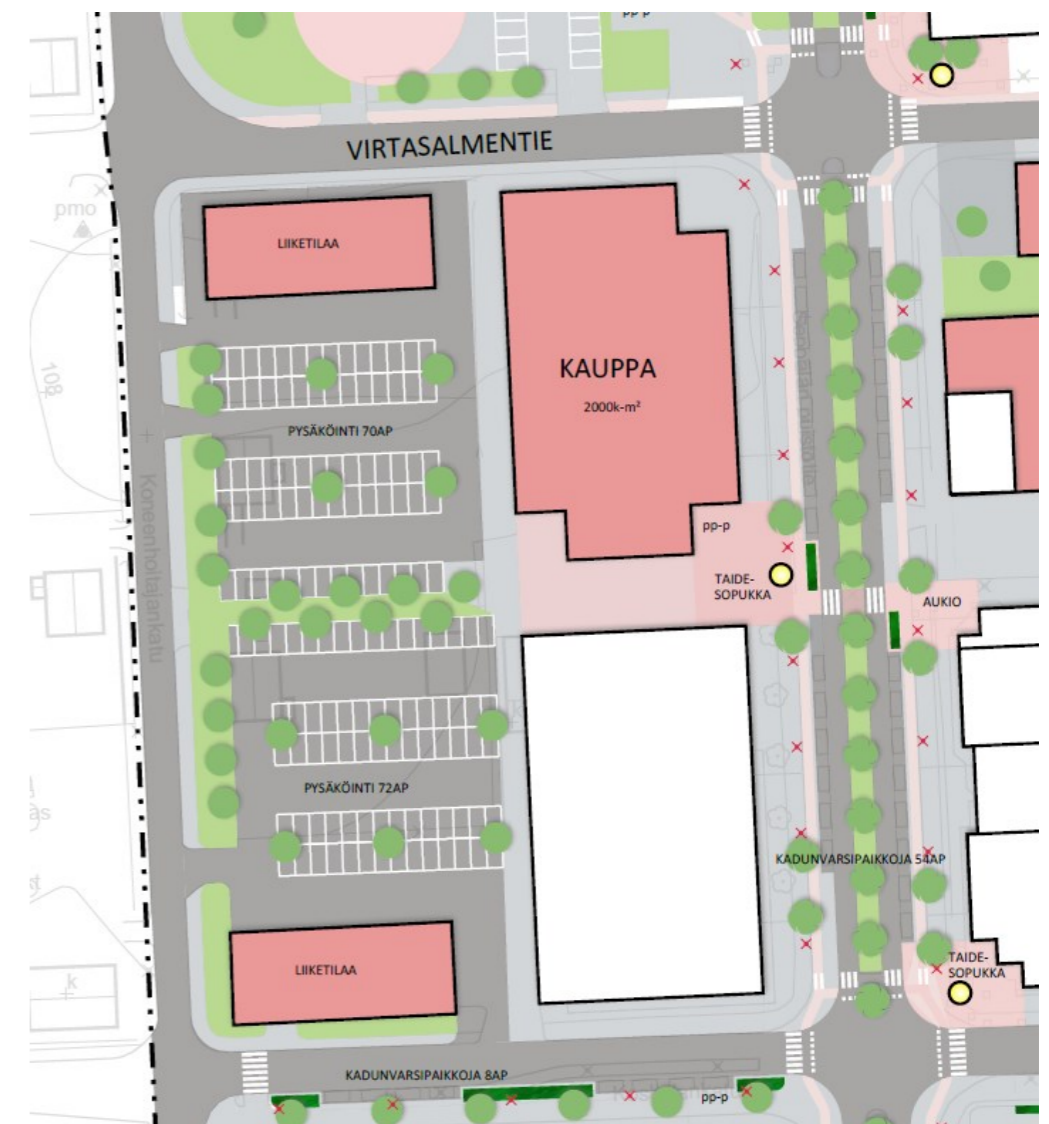 pp-p
VIRTASALMENTIE
pmo
LIIKETILAA
KAUPPA
2000k-m²
108
PYSÄKÖINTI 70AP
Koneenhoitajankatu
pp-p
TAIDE-
SOPUKKA
AUKIO
PYSÄKÖINTI 72AP
KADUNVARSIPAIKKOJA 54AP
TAIDE-
SOPUKKA
LIIKETILAA
k
KADUNVARSIPAIKKOJA 8AP
pp-p